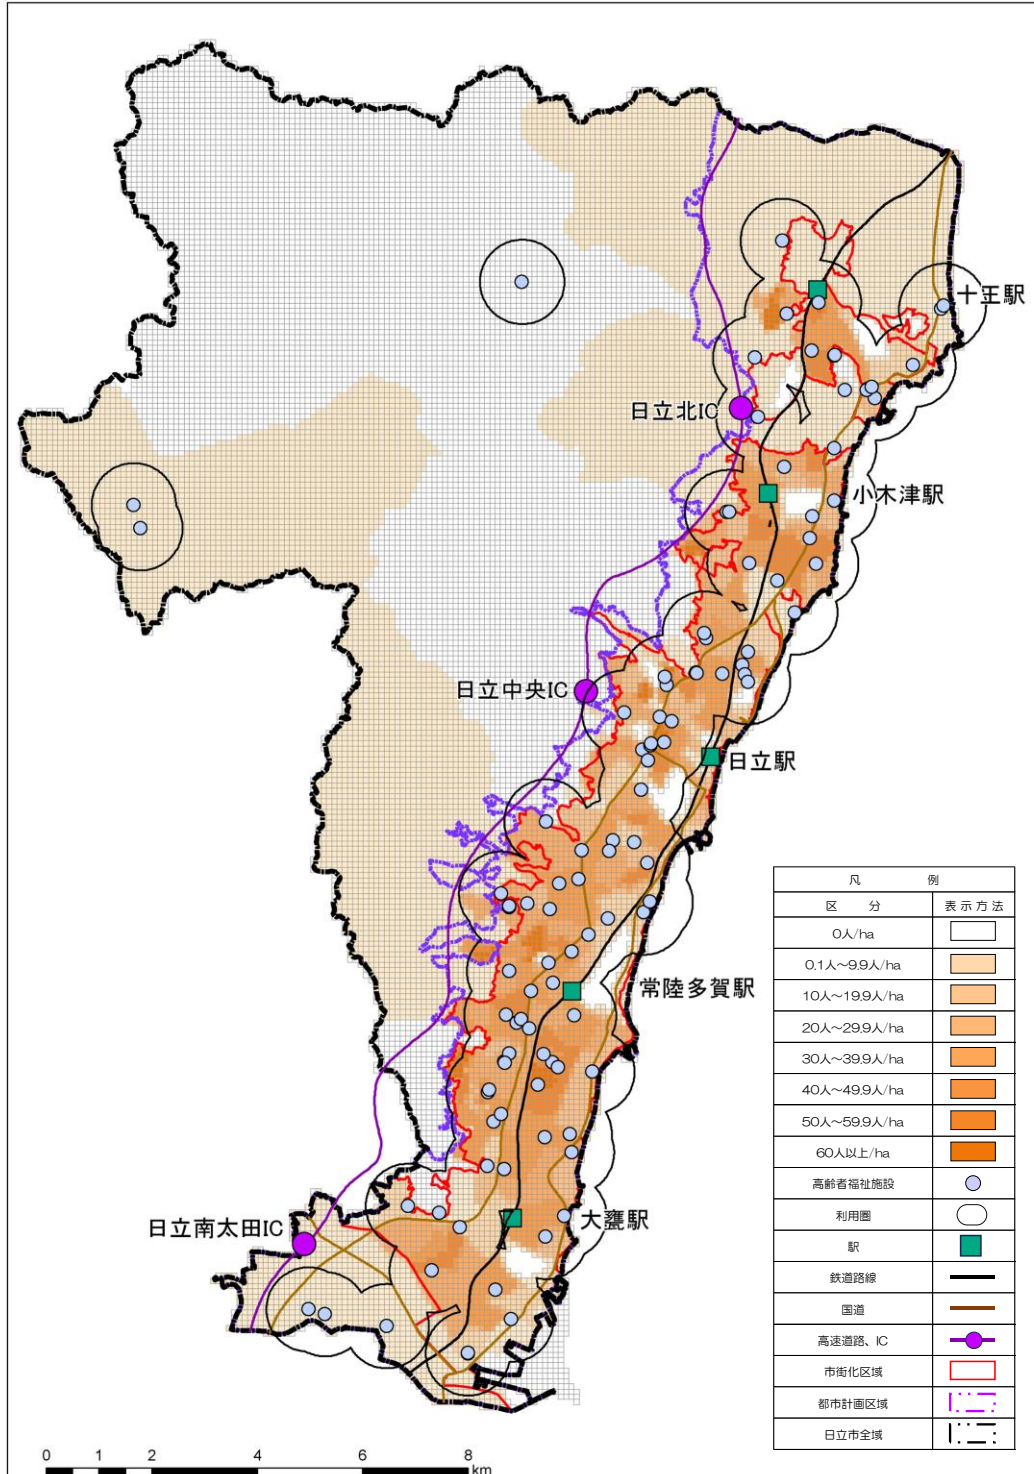 十王駅
日立北IC
小木津駅
日立中央IC
日立駅
常陸多賀駅
日立南太田IC
大甕駅
凡 例
区 分 表示方法
0人/ha
0.1人～9.9人/ha
10人～19.9人/ha
20人～29.9人/ha
30人～39.9人/ha
40人～49.9人/ha
50人～59.9人/ha
60人以上/ha
高齢者福祉施設
利用圏
駅
鉄道路線
国道
高速道路、IC
市街化区域
都市計画区域
日立市全域
0 1 2 4 6 8
km